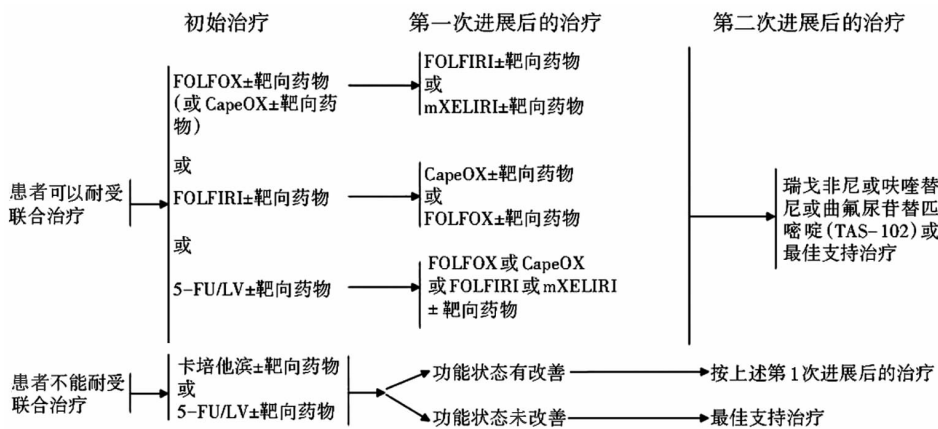 初始治疗
第一次进展后的治疗
第二次进展后的治疗
患者可以耐受
联合治疗
FOLFOX±靶向药物
(或CapeOX±靶向药
物)
或
FOLFIRI±靶向药物
或
5-FU/LV±靶向药物
FOLFIRI±靶向药物
或
mXELIRI±靶向药物
CapeOX±靶向药物
或
FOLFOX±靶向药物
FOLFOX或CapeOX
或FOLFIRI或mXELIRI
±靶向药物
瑞戈非尼或呋喹替
尼或曲氟尿苷替匹
嘧啶(TAS-102)或
最佳支持治疗
患者不能耐受
联合治疗
卡培他滨±靶向药物
或
5-FU/LV±靶向药物
功能状态有改善
按上述第1次进展后的治疗
功能状态未改善
最佳支持治疗